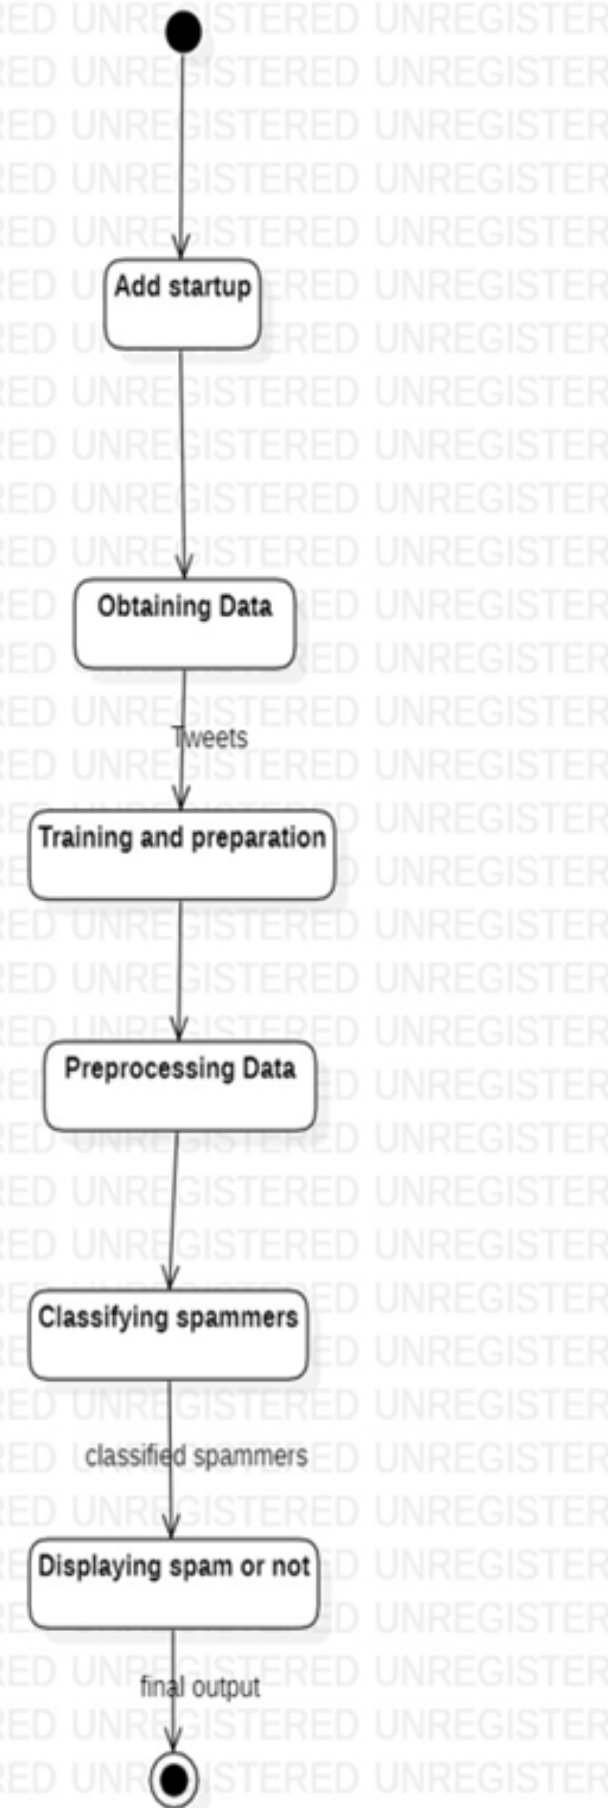 Add startup
Obtaining Data
Tweets
Training and preparation
Preprocessing Data
Classifying spammers
classified spammers
Displaying spam or not
final output
UNREGISTERED